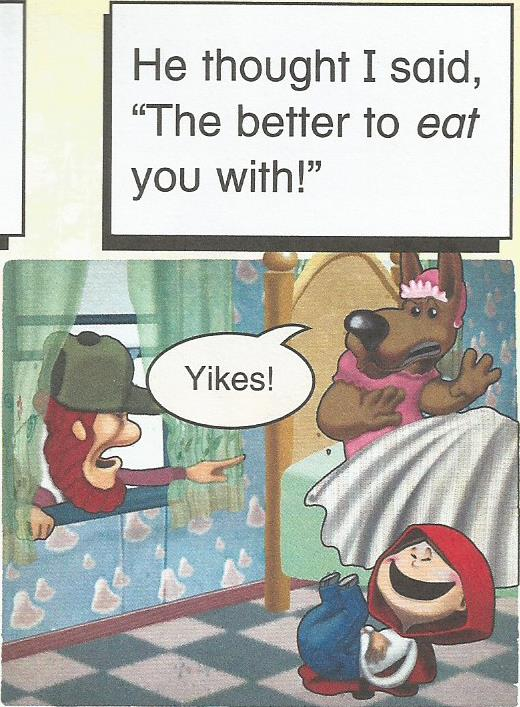 He thought I said,
“The better to eat
you with!”
Yikes!